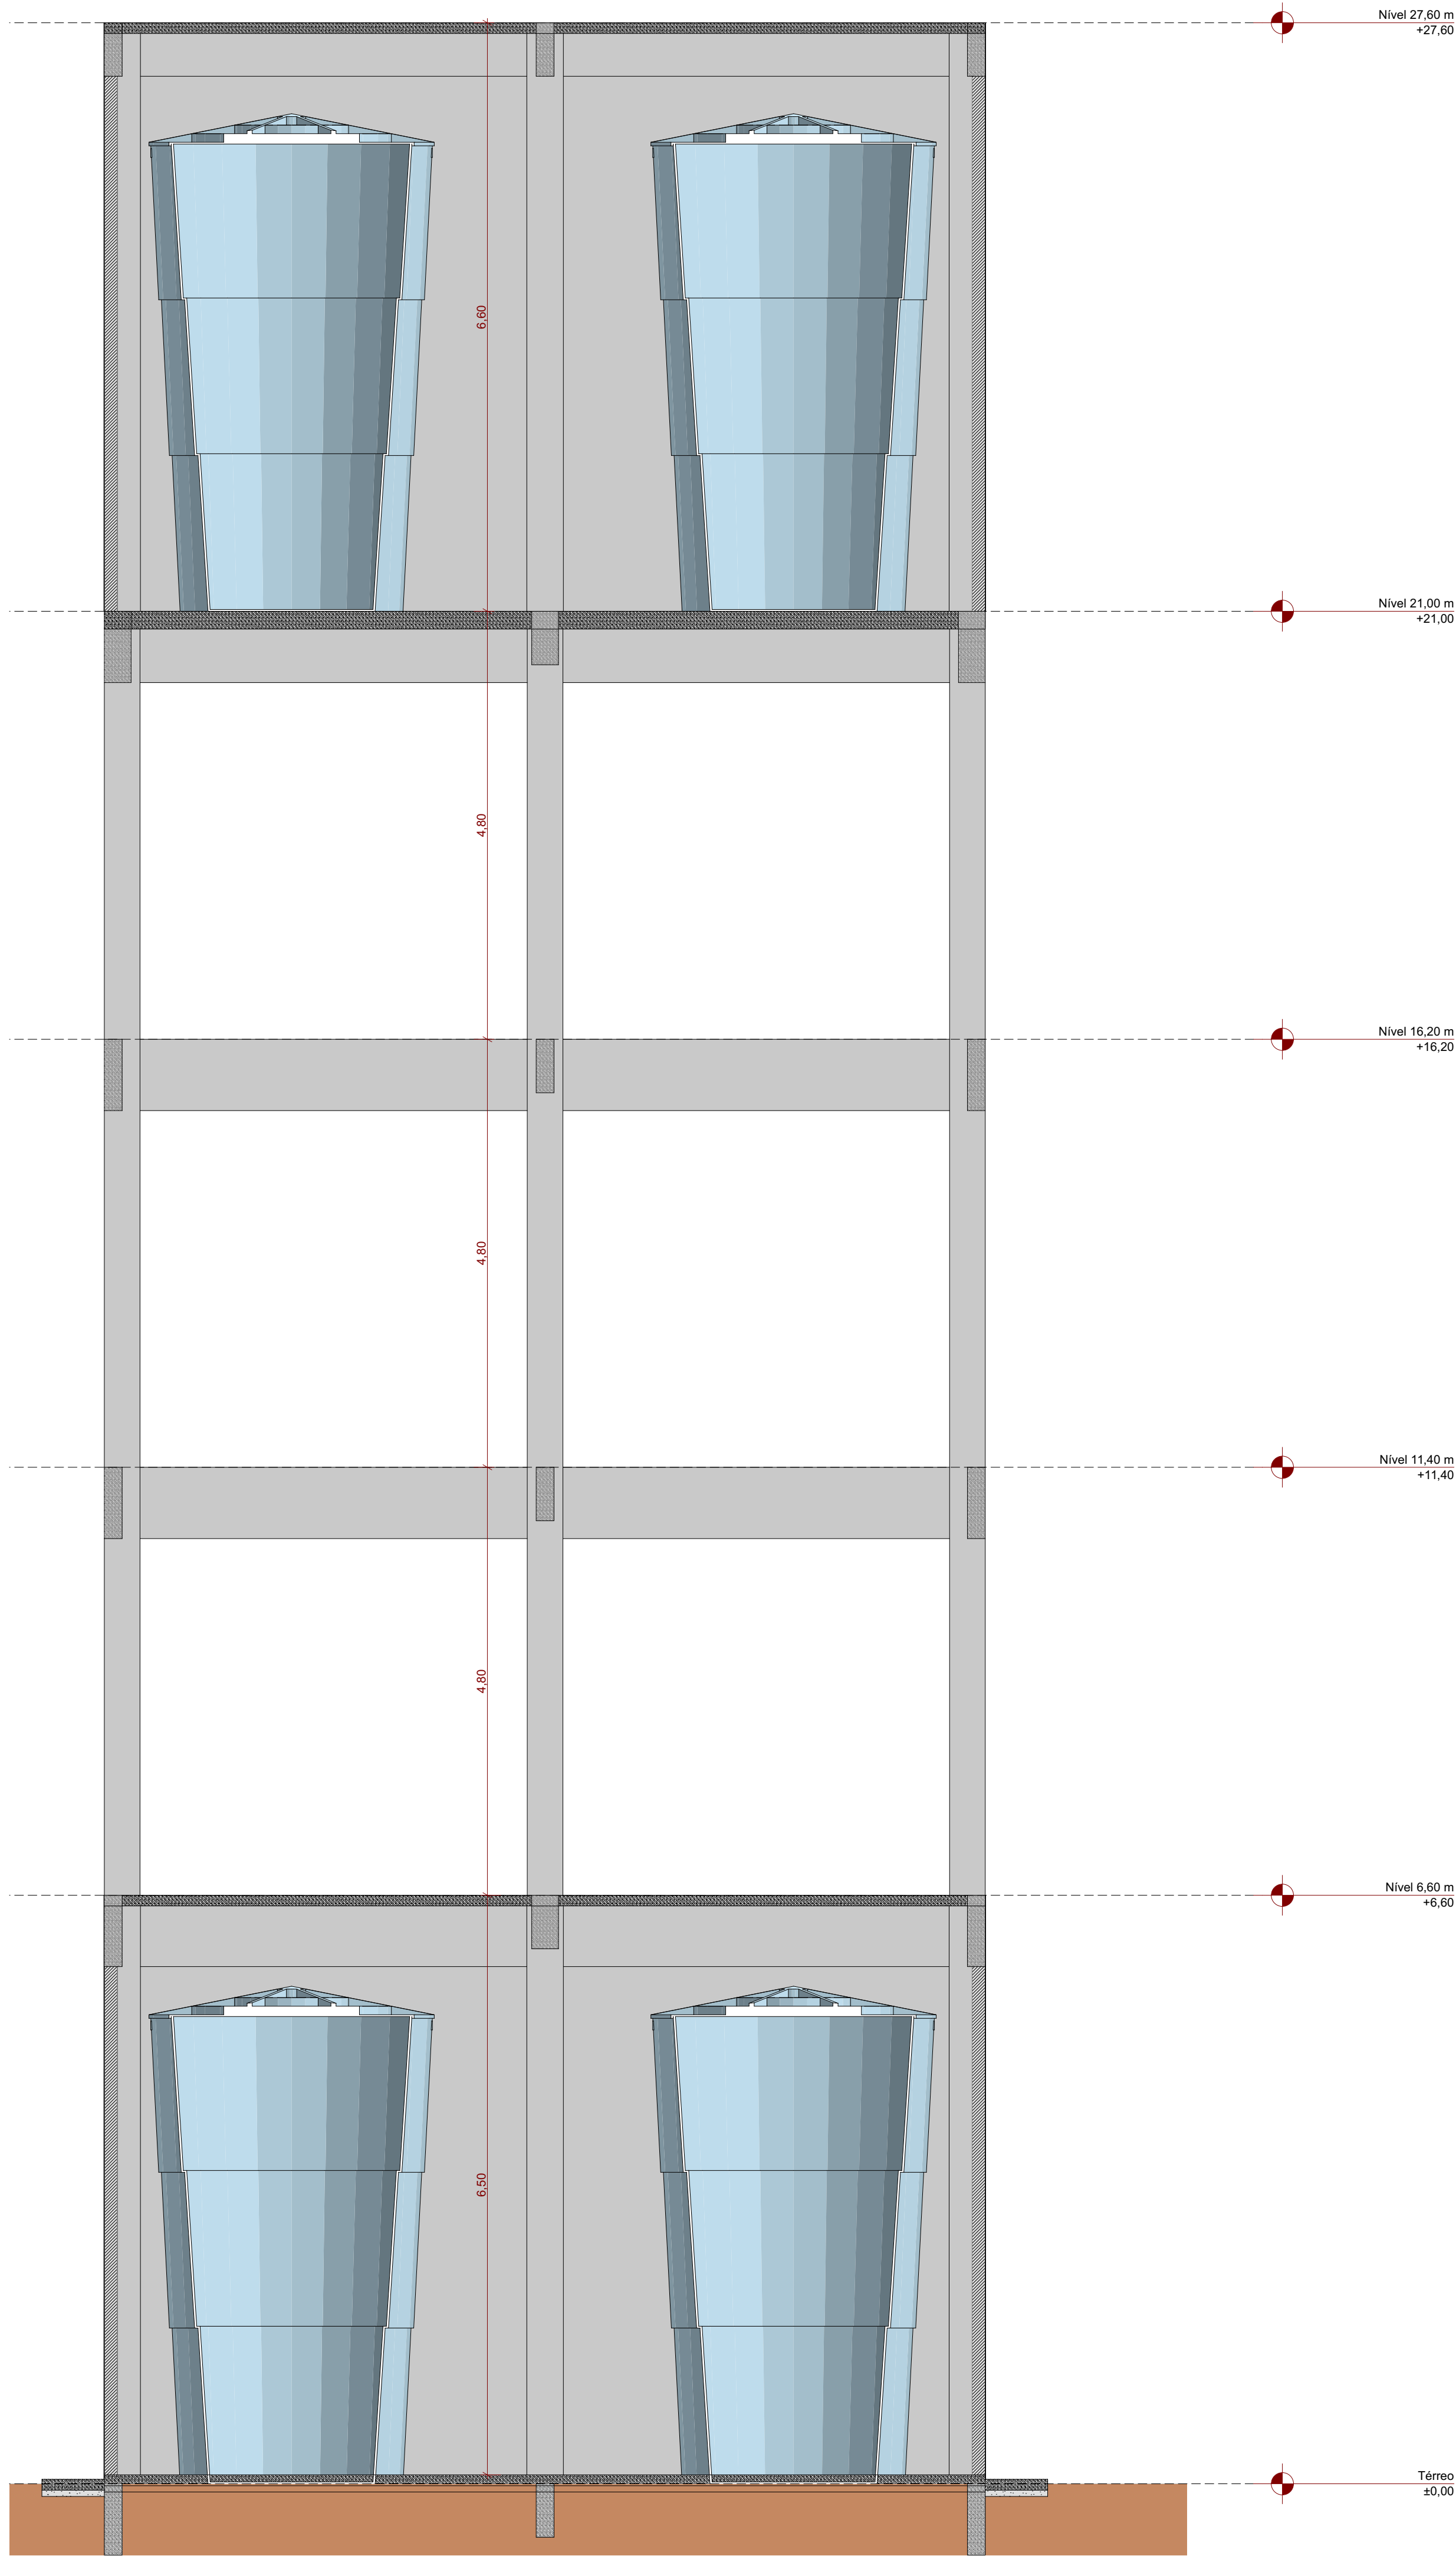 Nível 27,60 m
+27,60
6,60
Nível 21,00 m
+21,00
4,80
Nível 16,20 m
+16,20
4,80
Nível 11,40 m
+11,40
4,80
Nível 6,60 m
+6,60
6,50
Térreo
±0,00